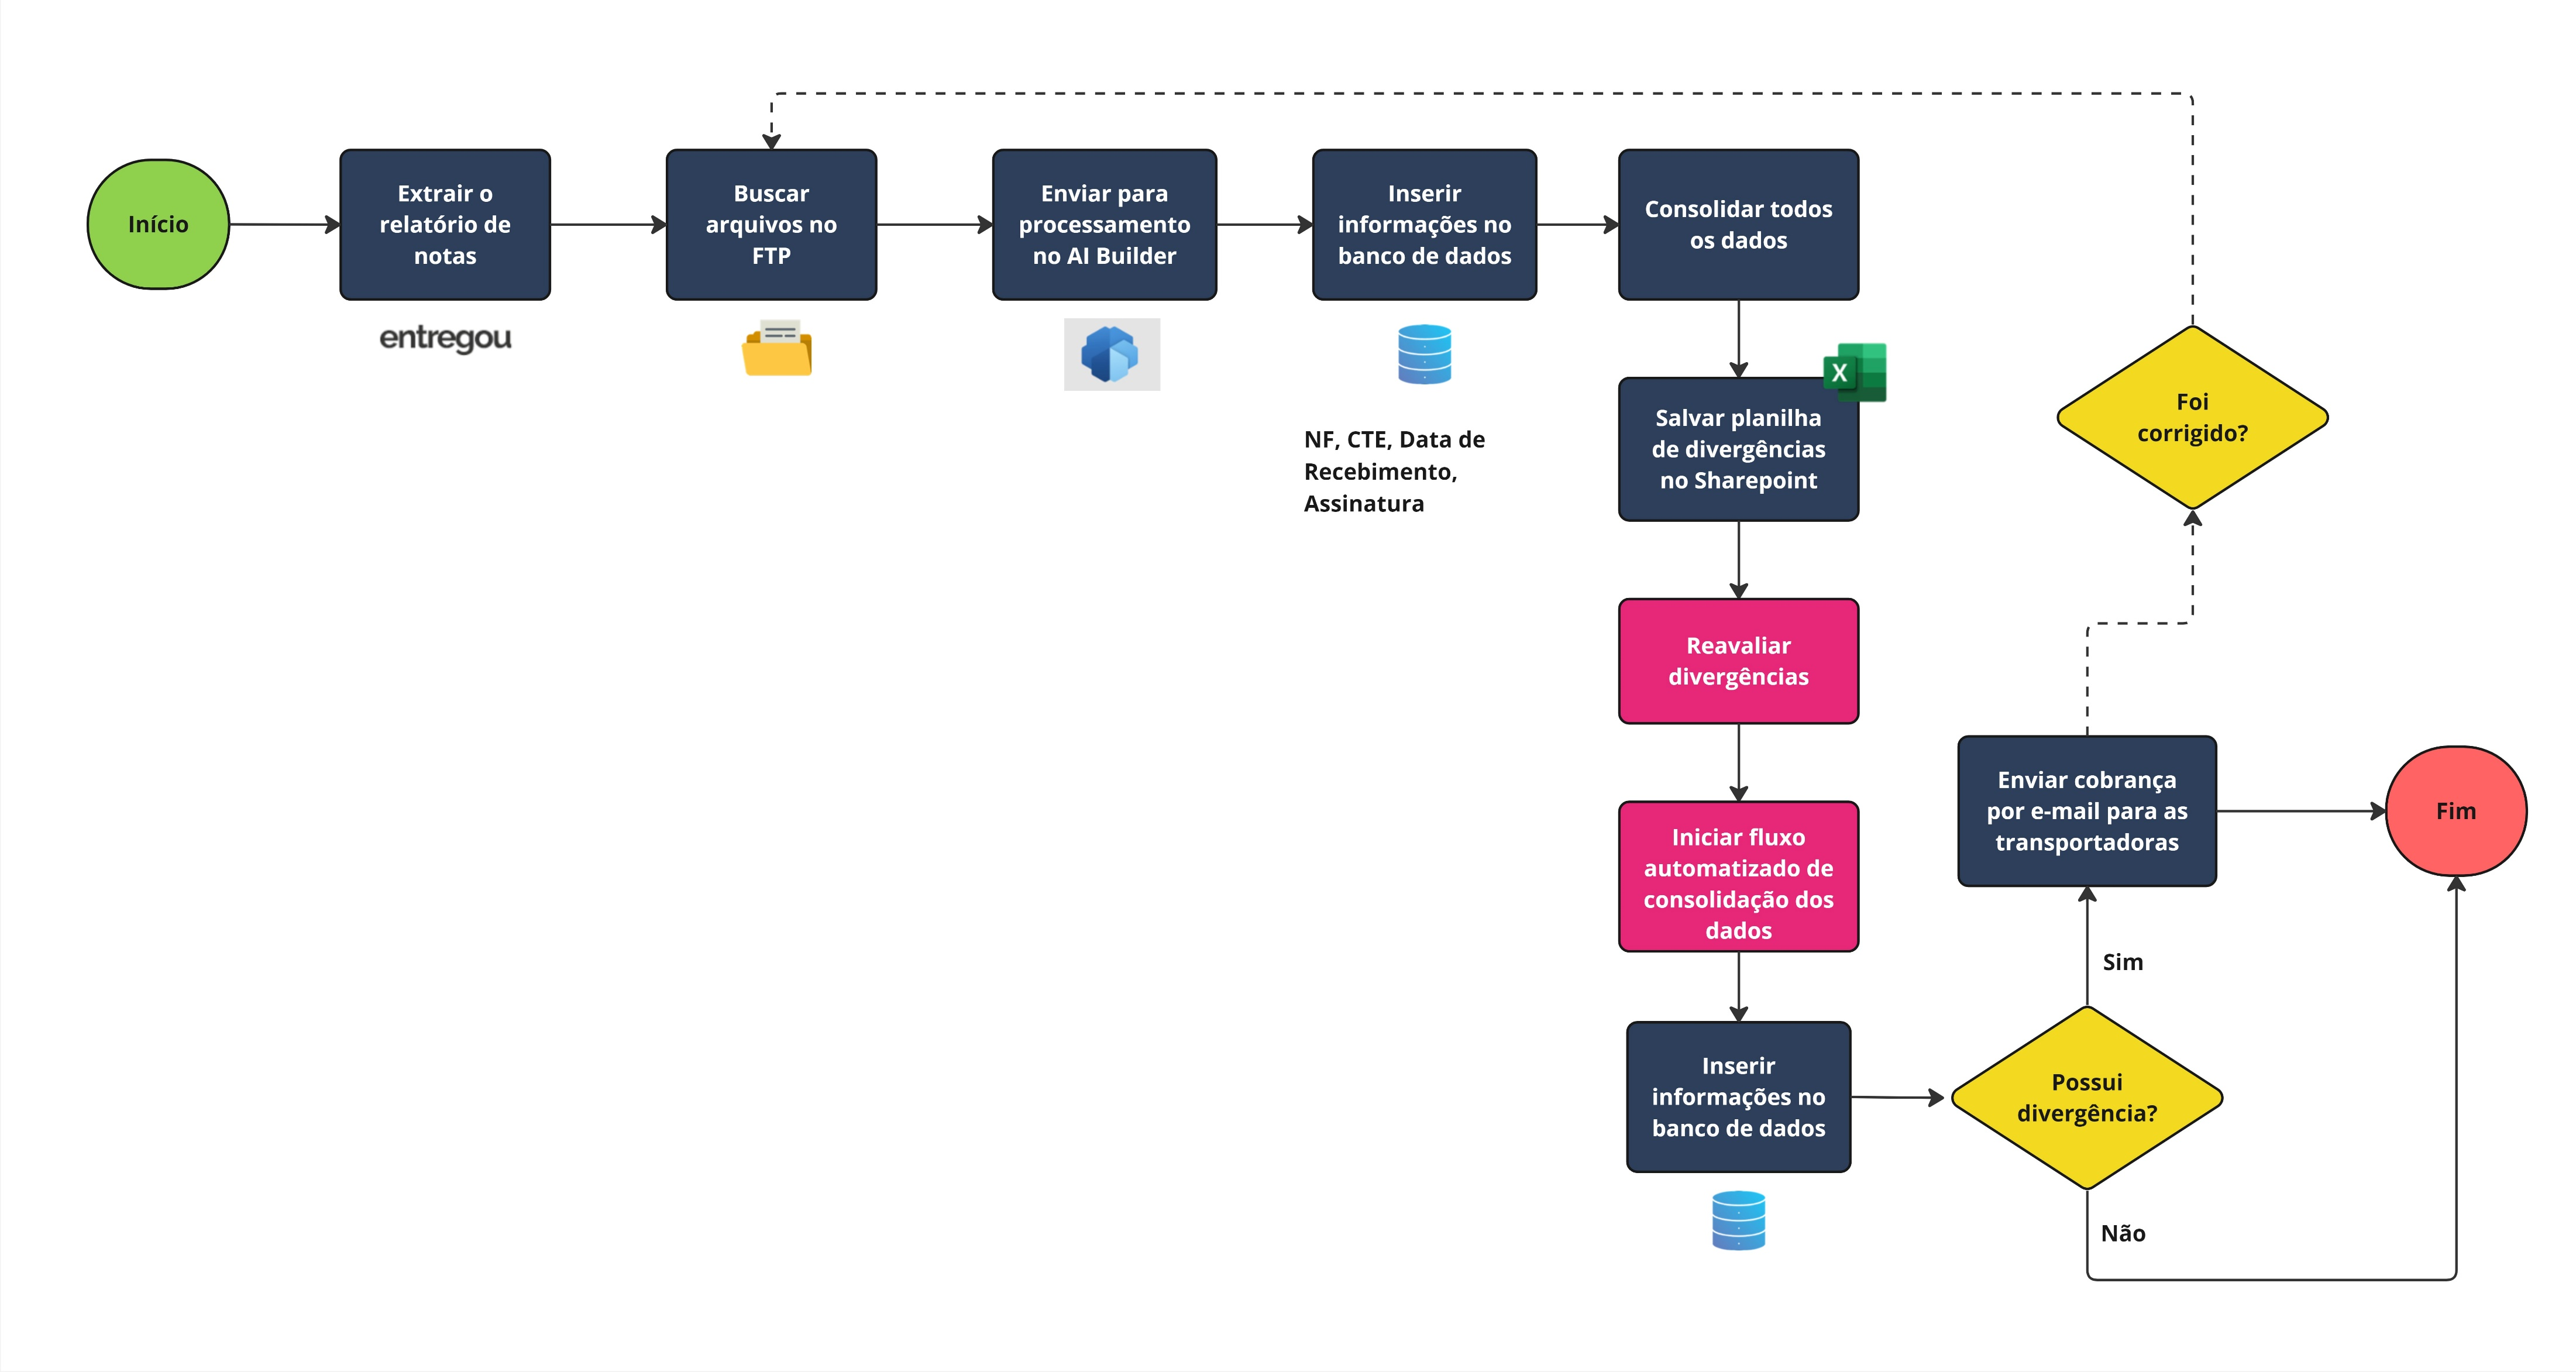 Início
Extrair o
relatório de
notas
entregou
Buscar
arquivos no
FTP
Enviar para
processamento
no AI Builder
Inserir
informações no
banco de dados
NF, CTE, Data de
Recebimento,
Assinatura
Consolidar todos
os dados
X
Salvar planilha
de divergências
no Sharepoint
Reavaliar
divergências
Iniciar fluxo
automatizado de
consolidação dos
dados
Inserir
informações no
banco de dados
Possui
divergência?
Sim
Não
Enviar cobrança
por e-mail para as
transportadoras
Foi
corrigido?
Fim